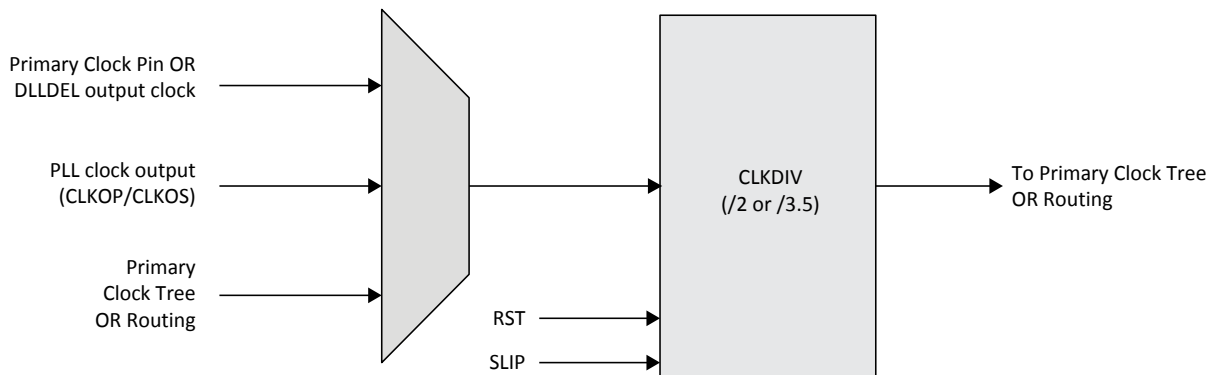 Primary Clock Pin OR
DLLDEL output clock
PLL clock output
(CLKOP/CLKOS)
Primary
Clock Tree
OR Routing
CLKDIV
(/2 or /3.5)
RST
SLIP
To Primary Clock Tree
OR Routing